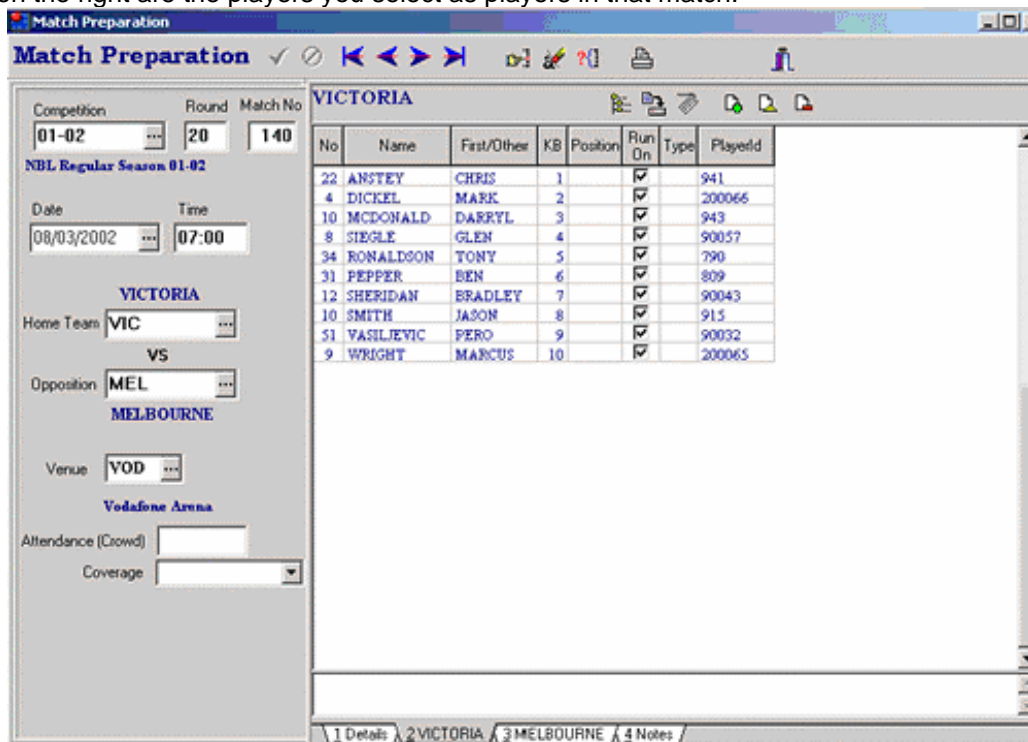 on the right are the players you select as players in that match.
Match Preparation
Match Preparation
Competition Round Match No
01-02 ... 20 140
NBL Regular Season 01-02
Date Time
08/03/2002 ... 07:00
VICTORIA
Home Team VIC ...
VS
Opposition MEL ...
MELBOURNE
Venue VOD ...
Vodafone Arena
Attendance (Crowd)
Coverage
VICTORIA
No Name First/Other KB Position Run On Type PlayerId
22 ANSTEY CHRIS 1 941
4 DICKEL MARK 2 200066
10 MCDONALD DARRYL 3 943
8 SIEGLE GLEN 4 90057
34 RONALDSON TONY 5 790
31 PEPPER BEN 6 809
12 SHERIDAN BRADLEY 7 90043
10 SMITH JASON 8 915
51 VASILJEVIC PERO 9 90032
9 WRIGHT MARCUS 10 200065
1 Details 2 VICTORIA 3 MELBOURNE 4 Notes